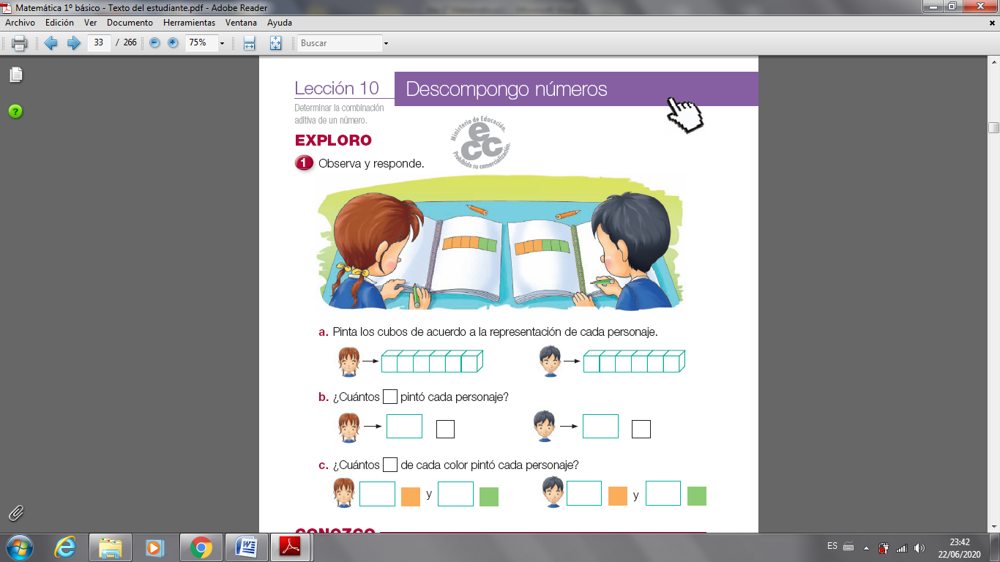 Matemática 1º básico - Texto del estudiante.pdf - Adobe Reader
Archivo Edición Ver Documento Herramientas Ventana Ayuda
33 / 266 75% Buscar
Lección 10 Descompongo números
Determinar la combinación
aditiva de un número.
EXPLORO
Ministerio de Educación.
ecc
Prohibida su comercialización.
1 Observa y responde.
a. Pinta los cubos de acuerdo a la representación de cada personaje.
b. ¿Cuántos pintó cada personaje?
c. ¿Cuántos de cada color pintó cada personaje?
y y
CONOZCO
ES 23:42
22/06/2020